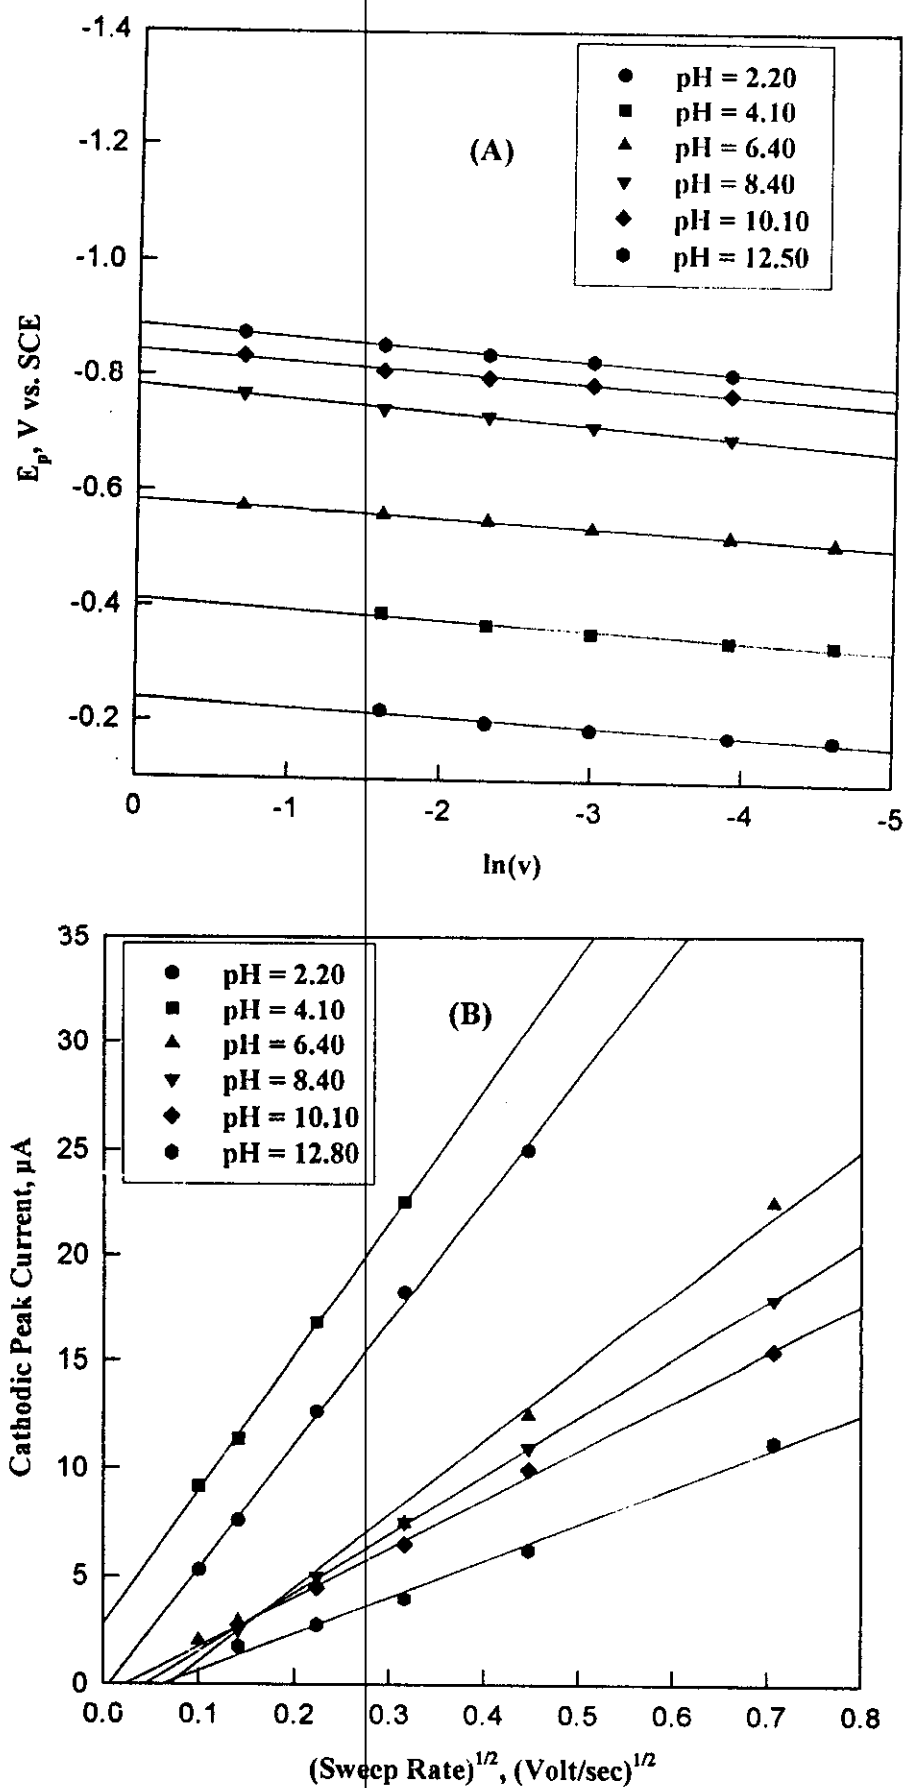 -1.4
-1.2
-1.0
-0.8
-0.6
-0.4
-0.2
E_p, V vs. SCE
(A)
pH = 2.20
pH = 4.10
pH = 6.40
pH = 8.40
pH = 10.10
pH = 12.50
0 -1 -2 -3 -4 -5
ln(v)
35
30
25
20
15
10
5
0
Cathodic Peak Current, µA
(B)
pH = 2.20
pH = 4.10
pH = 6.40
pH = 8.40
pH = 10.10
pH = 12.80
0.0 0.1 0.2 0.3 0.4 0.5 0.6 0.7 0.8
(Sweep Rate)^1/2, (Volt/sec)^1/2